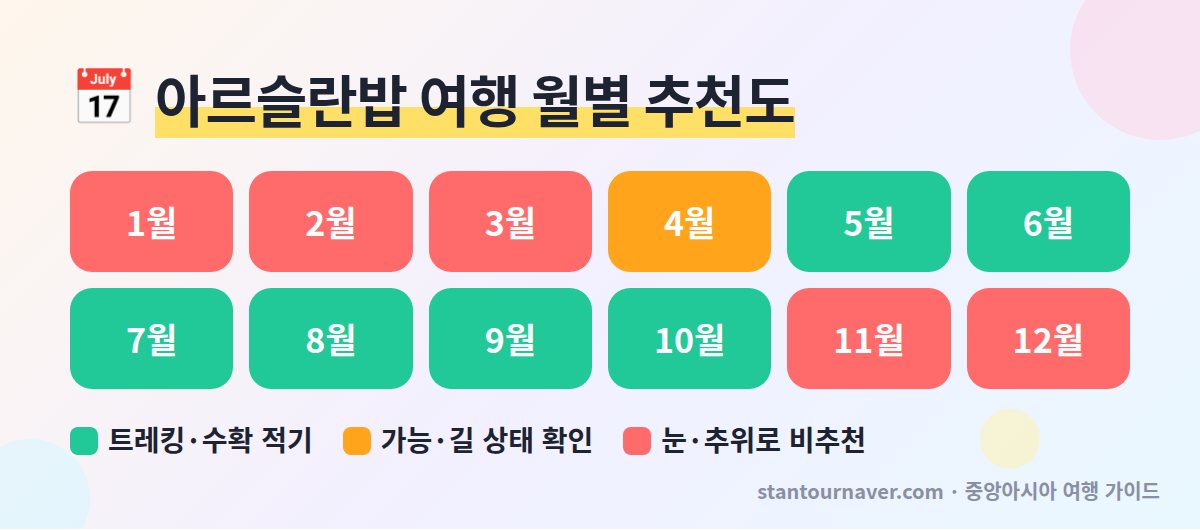 July
17
아르슬란밥 여행 월별 추천도
1월 2월 3월 4월 5월 6월
7월 8월 9월 10월 11월 12월
트레킹·수확 적기 가능·길 상태 확인 눈·추위로 비추천
stantournaver.com · 중앙아시아 여행 가이드